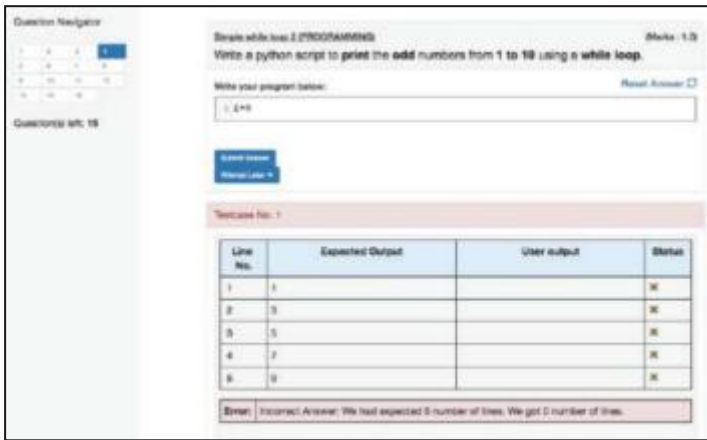 Question Navigator
Question(s) left: 15
Simple while loop 2 (PROGRAMMING) (Marks : 1.0)
Write a python script to print the odd numbers from 1 to 10 using a while loop.
Write your program below: Reset Answer
Submit Answer
Attempt Later
Testcase No. 1
Line No. Expected Output User output Status
1 1
2 3
3 5
4 7
5 9
Error: Incorrect Answer: We had expected 5 number of lines. We got 0 number of lines.